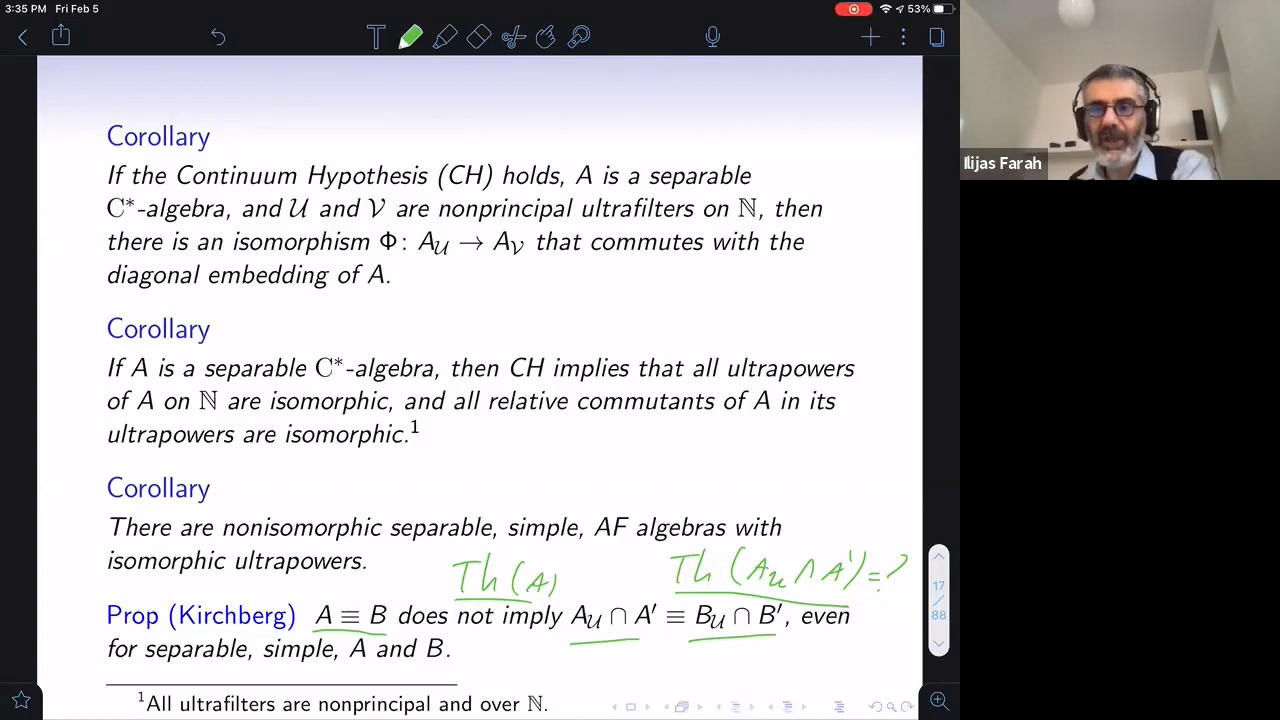 3:35 PM Fri Feb 5
53%
Corollary
If the Continuum Hypothesis (CH) holds, A is a separable
C*-algebra, and 𝒰 and 𝒱 are nonprincipal ultrafilters on ℕ, then
there is an isomorphism Φ: A_𝒰 → A_𝒱 that commutes with the
diagonal embedding of A.
Corollary
If A is a separable C*-algebra, then CH implies that all ultrapowers
of A on ℕ are isomorphic, and all relative commutants of A in its
ultrapowers are isomorphic.¹
Corollary
There are nonisomorphic separable, simple, AF algebras with
isomorphic ultrapowers.
Th (A) Th (A_𝒰 ∩ A′) = ?
Prop (Kirchberg) A ≡ B does not imply A_𝒰 ∩ A′ ≡ B_𝒰 ∩ B′, even
for separable, simple, A and B.
¹All ultrafilters are nonprincipal and over ℕ.
17
/
88
Ilijas Farah